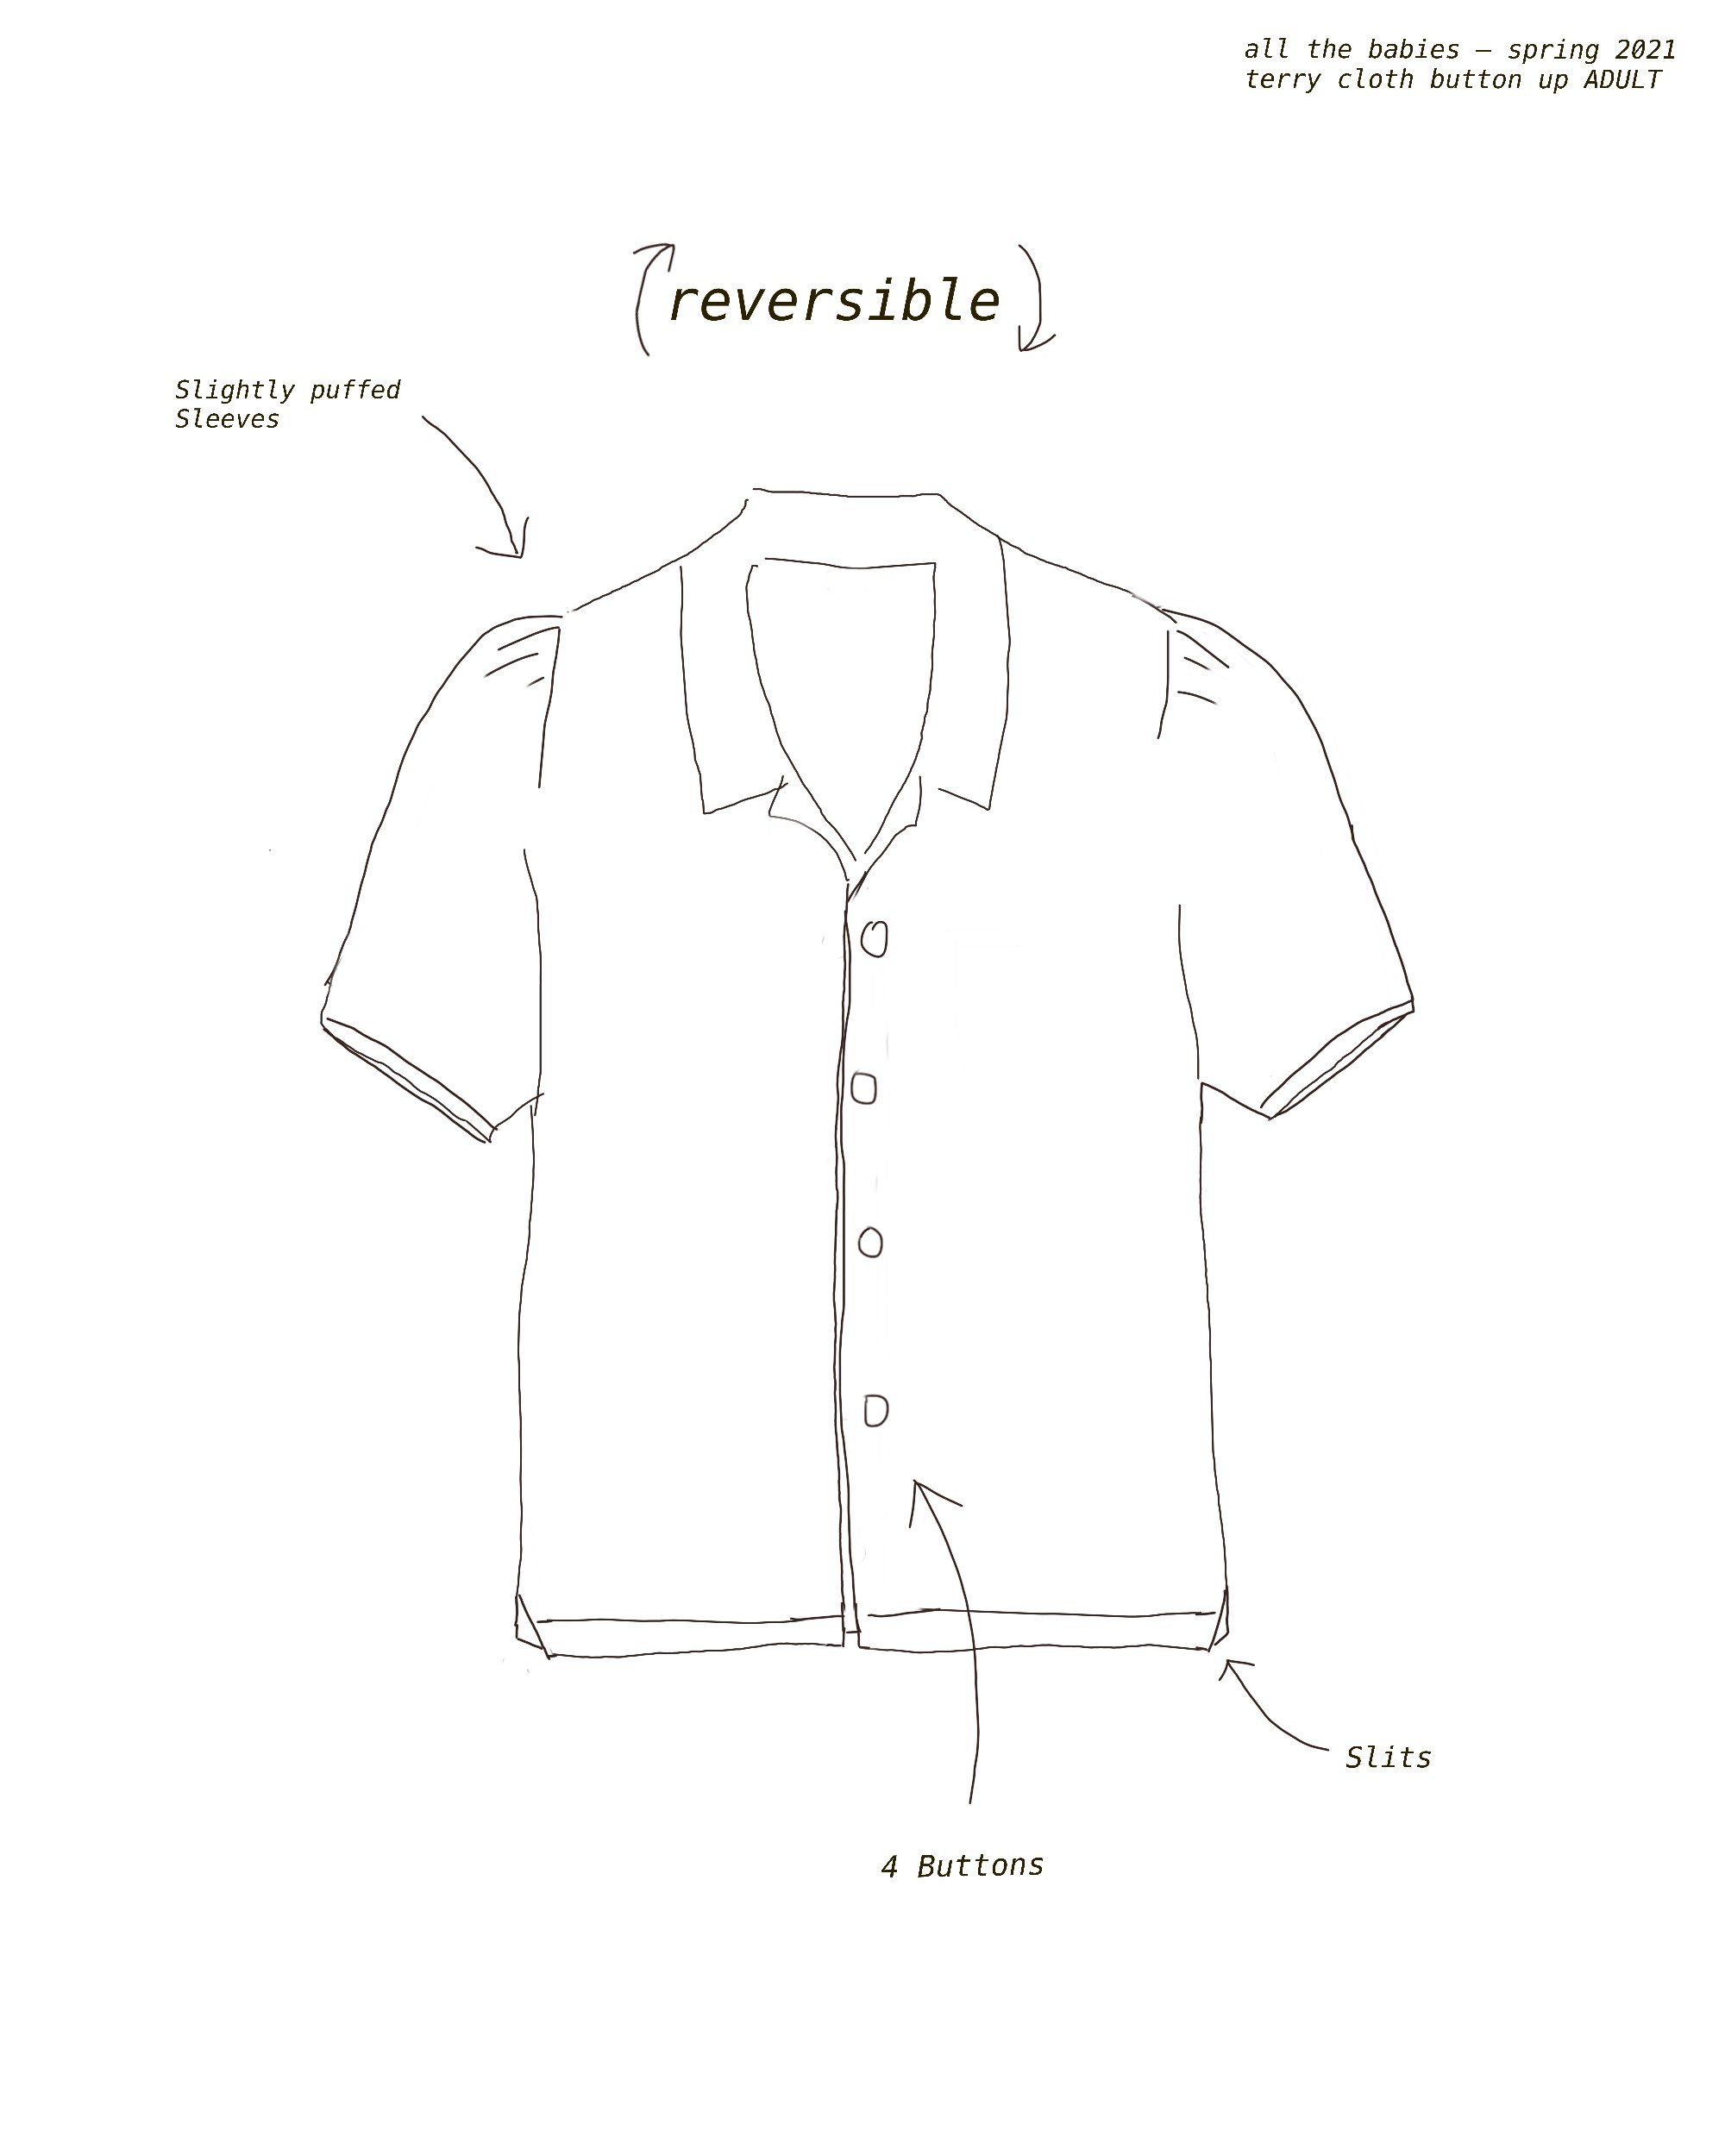 all the babies – spring 2021
terry cloth button up ADULT
reversible
Slightly puffed
Sleeves
Slits
4 Buttons